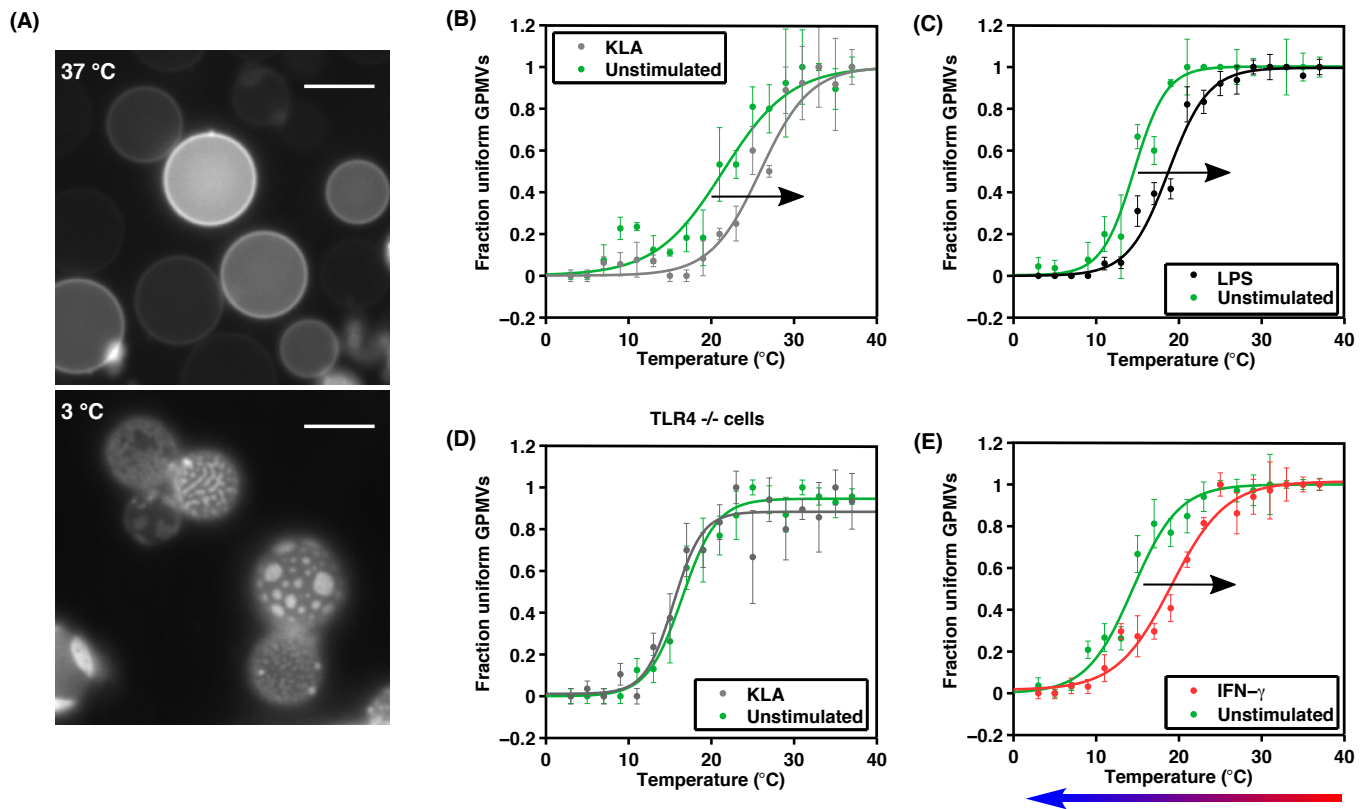 (A)
37 °C
3 °C
(B)
Fraction uniform GPMVs
1.2
1
0.8
0.6
0.4
0.2
0
−0.2
KLA
Unstimulated
0
10
20
30
40
Temperature (°C)
(C)
Fraction uniform GPMVs
1.2
1
0.8
0.6
0.4
0.2
0
−0.2
LPS
Unstimulated
0
10
20
30
40
Temperature (°C)
(D)
TLR4 -/- cells
Fraction uniform GPMVs
1.2
1
0.8
0.6
0.4
0.2
0
−0.2
KLA
Unstimulated
0
10
20
30
40
Temperature (°C)
(E)
Fraction uniform GPMVs
1.2
1
0.8
0.6
0.4
0.2
0
−0.2
IFN−γ
Unstimulated
0
10
20
30
40
Temperature (°C)